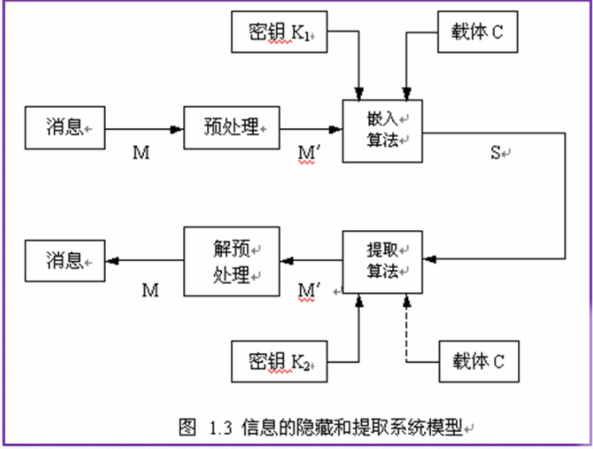 密钥 K₁
载体 C
消息
预处理
嵌入
算法
M
M′
S
消息
解预
处理
提取
算法
M
M′
密钥 K₂
载体 C
图 1.3 信息的隐藏和提取系统模型